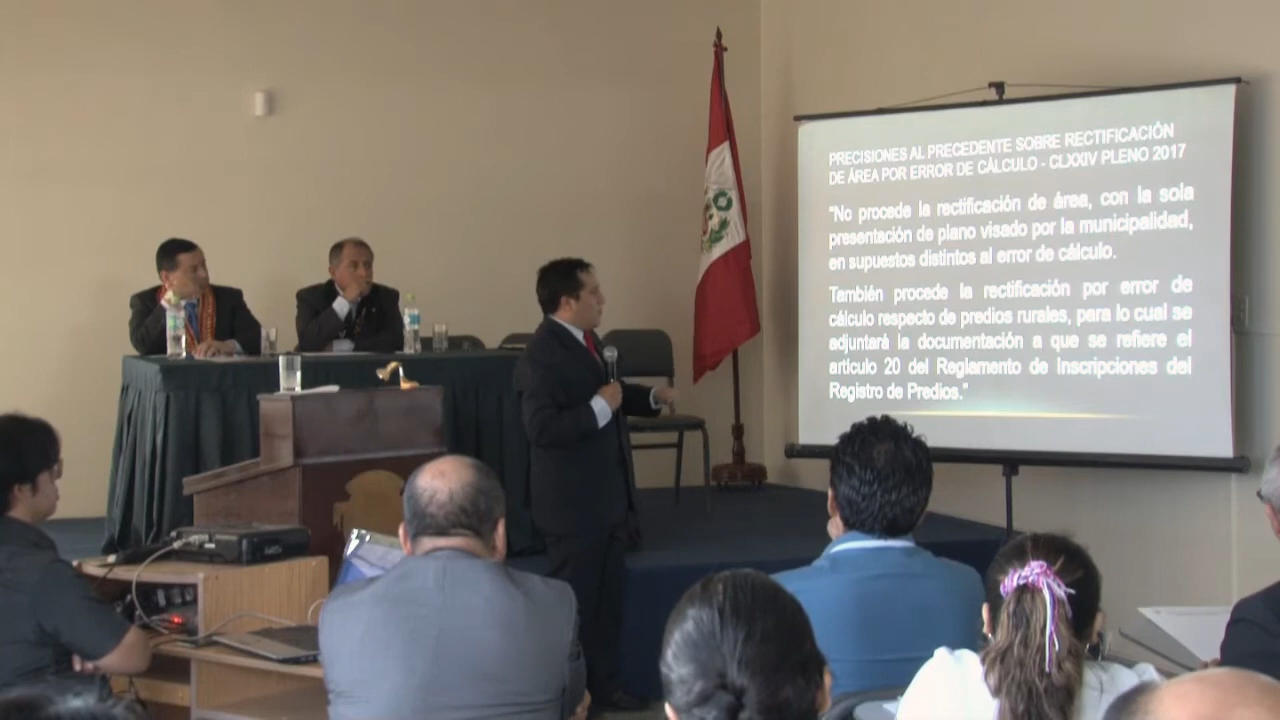 PRECISIONES AL PRECEDENTE SOBRE RECTIFICACIÓN
DE ÁREA POR ERROR DE CÁLCULO - CLXXIV PLENO 2017
"No procede la rectificación de área, con la sola
presentación de plano visado por la municipalidad,
en supuestos distintos al error de cálculo.
También procede la rectificación por error de
cálculo respecto de predios rurales, para lo cual se
adjuntará la documentación a que se refiere el
artículo 20 del Reglamento de Inscripciones del
Registro de Predios."